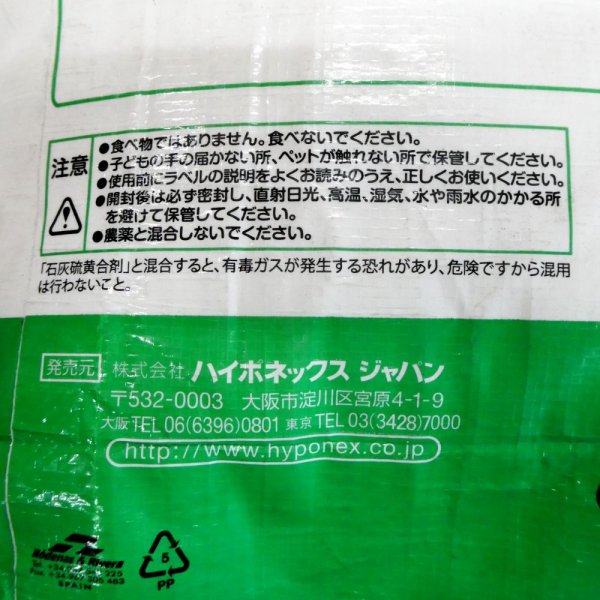 注意
●食べ物ではありません。食べないでください。
●子どもの手の届かない所、ペットが触れない所で保管してください。
●使用前にラベルの説明をよくお読みのうえ、正しくお使いください。
●開封後は必ず密封し、直射日光、高温、湿気、水や雨水のかかる所
を避けて保管してください。
●農薬と混合しないでください。
「石灰硫黄合剤」と混合すると、有毒ガスが発生する恐れがあり、危険ですから混用
は行わないこと。
発売元 株式会社 ハイポネックス ジャパン
〒532-0003 大阪市淀川区宮原4-1-9
大阪TEL 06(6396)0801 東京TEL 03(3428)7000
http://www.hyponex.co.jp
Ródenas & Rivera
SPAIN
5
PP